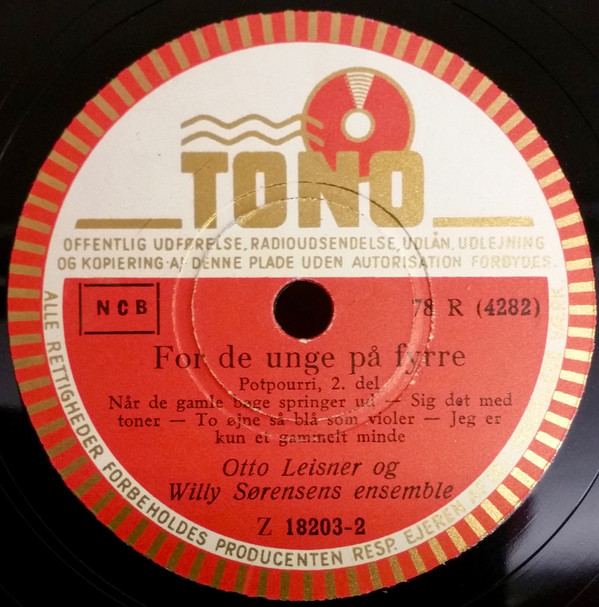 TONO
OFFENTLIG UDFØRELSE, RADIOUDSENDELSE, UDLÅN, UDLEJNING
OG KOPIERING AF DENNE PLADE UDEN AUTORISATION FORBYDES.
NCB
78 R (4282)
For de unge på fyrre
Potpourri, 2. del
Når de gamle bøge springer ud — Sig det med
toner — To øjne så blå som violer — Jeg er
kun et gammelt minde
Otto Leisner og
Willy Sørensens ensemble
Z 18203-2
ALLE RETTIGHEDER FORBEHOLDES PRODUCENTEN RESP. EJEREN